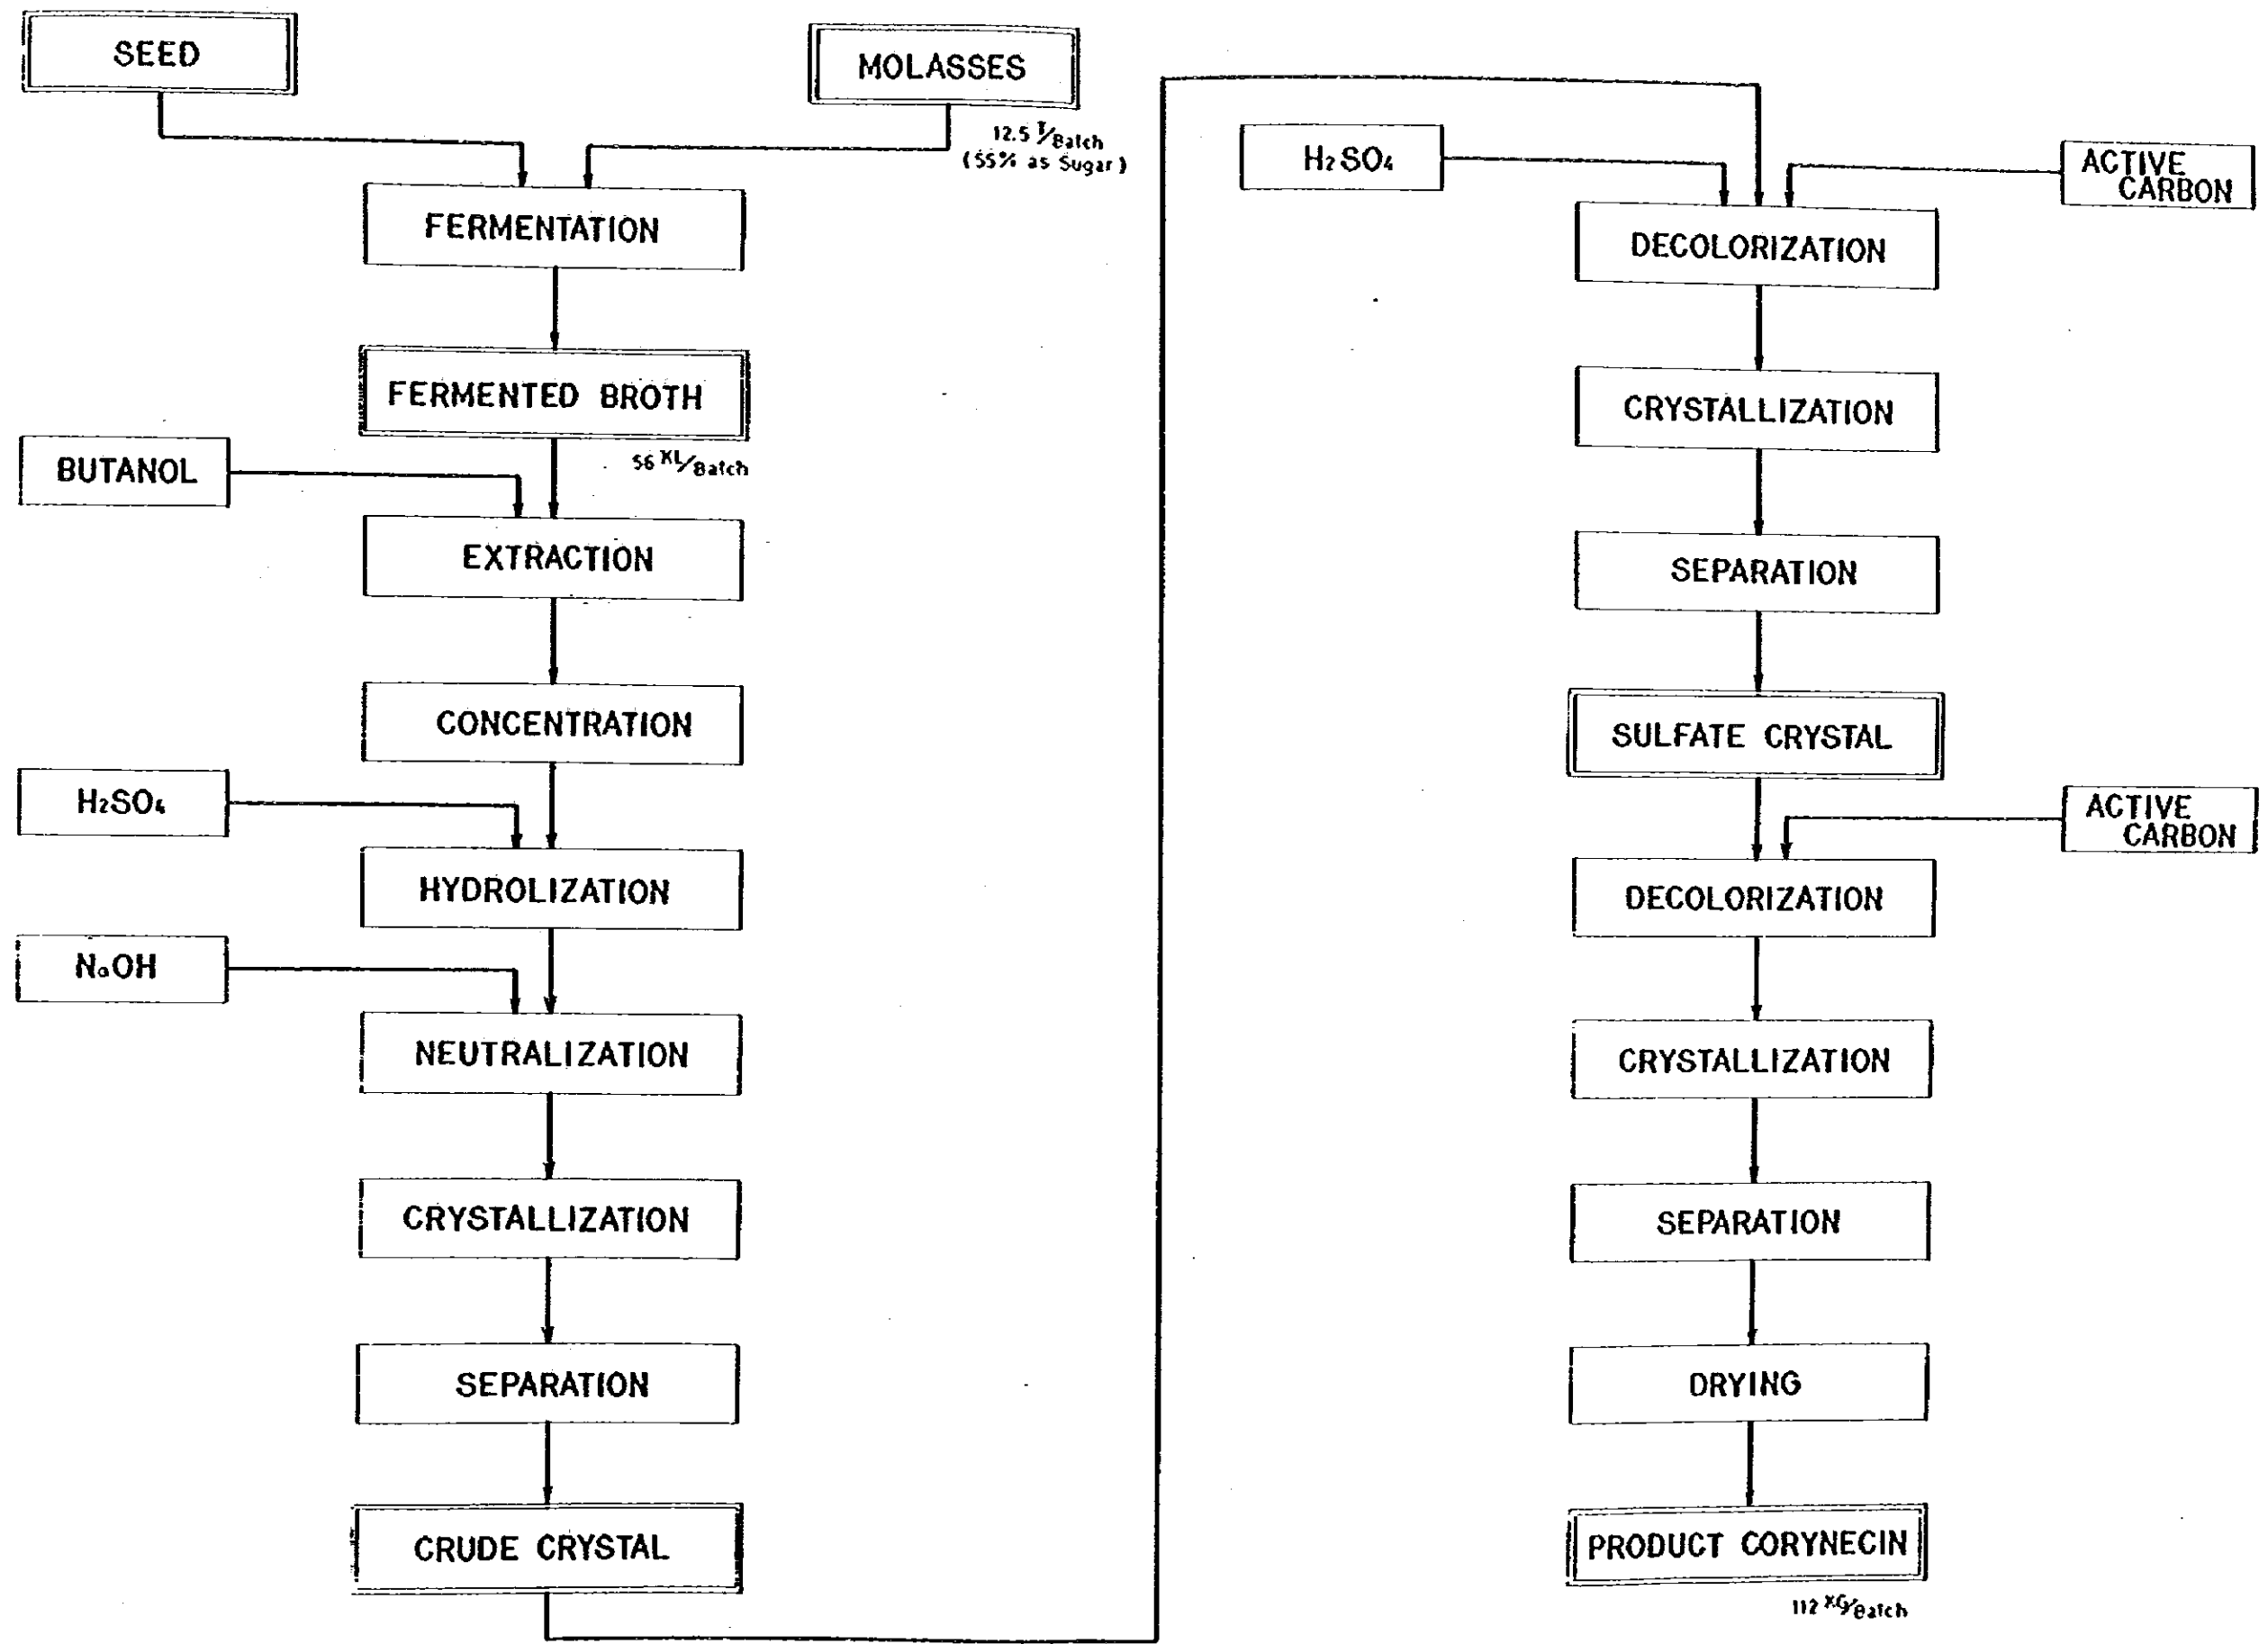 SEED
MOLASSES
12.5 T/Batch
(55% as Sugar)
FERMENTATION
FERMENTED BROTH
56 KL/Batch
BUTANOL
EXTRACTION
CONCENTRATION
H2SO4
HYDROLIZATION
NaOH
NEUTRALIZATION
CRYSTALLIZATION
SEPARATION
CRUDE CRYSTAL
H2SO4
ACTIVE
CARBON
DECOLORIZATION
CRYSTALLIZATION
SEPARATION
SULFATE CRYSTAL
ACTIVE
CARBON
DECOLORIZATION
CRYSTALLIZATION
SEPARATION
DRYING
PRODUCT CORYNECIN
112 KG/Batch